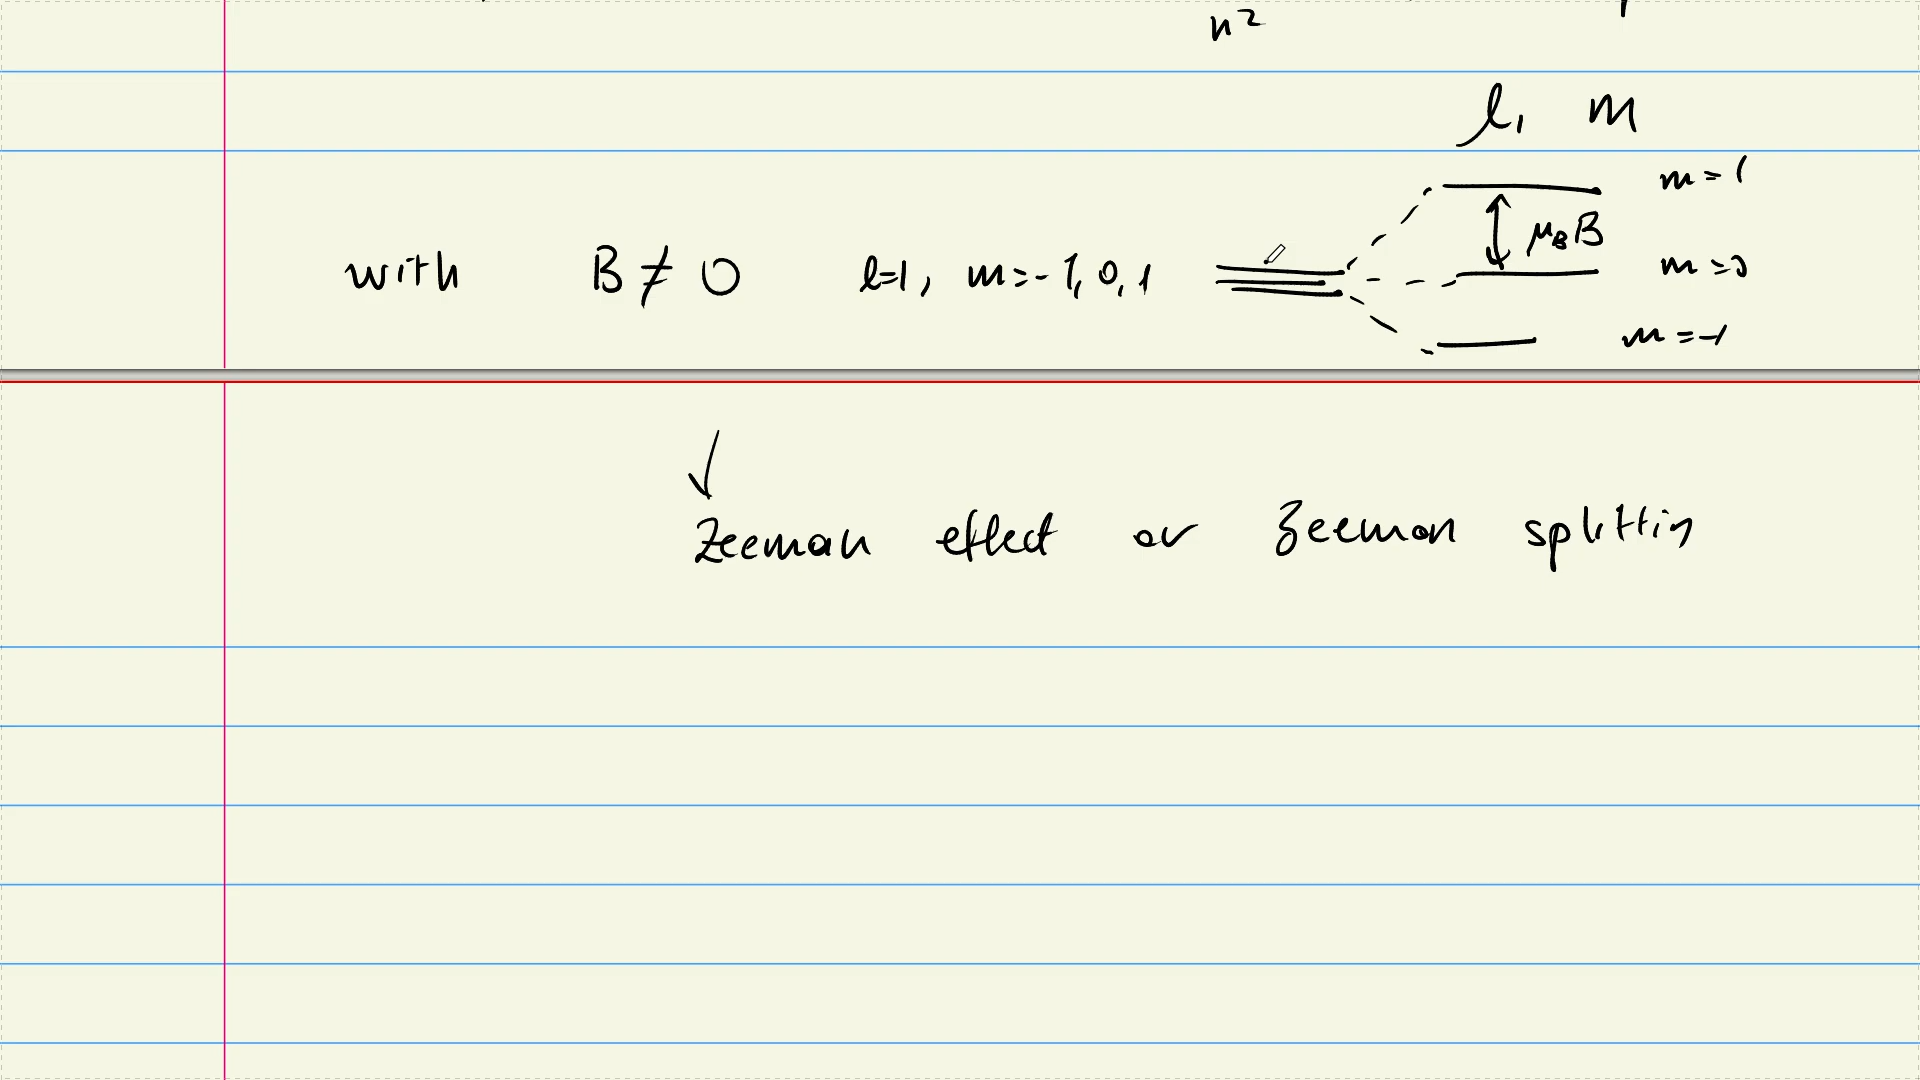 n²
l, m
m=1
μ_B B
with B ≠ 0 l=1, m=-1, 0, 1 m=0
m=-1
Zeeman effect or Zeeman splittin